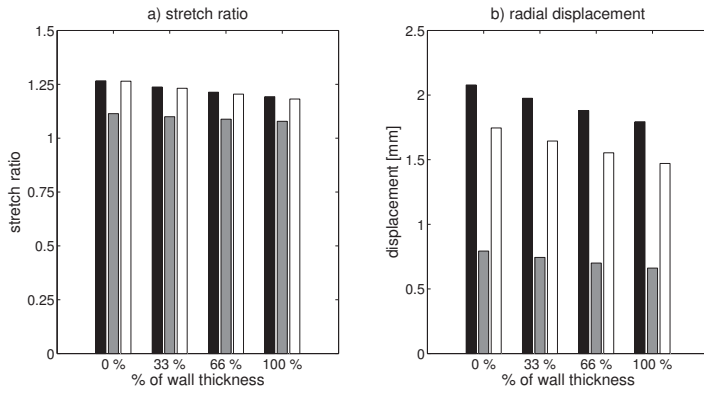 a) stretch ratio
1.5
1.25
1
0.75
0.5
0.25
0
stretch ratio
0 % 33 % 66 % 100 %
% of wall thickness
b) radial displacement
2.5
2
1.5
1
0.5
0
displacement [mm]
0 % 33 % 66 % 100 %
% of wall thickness